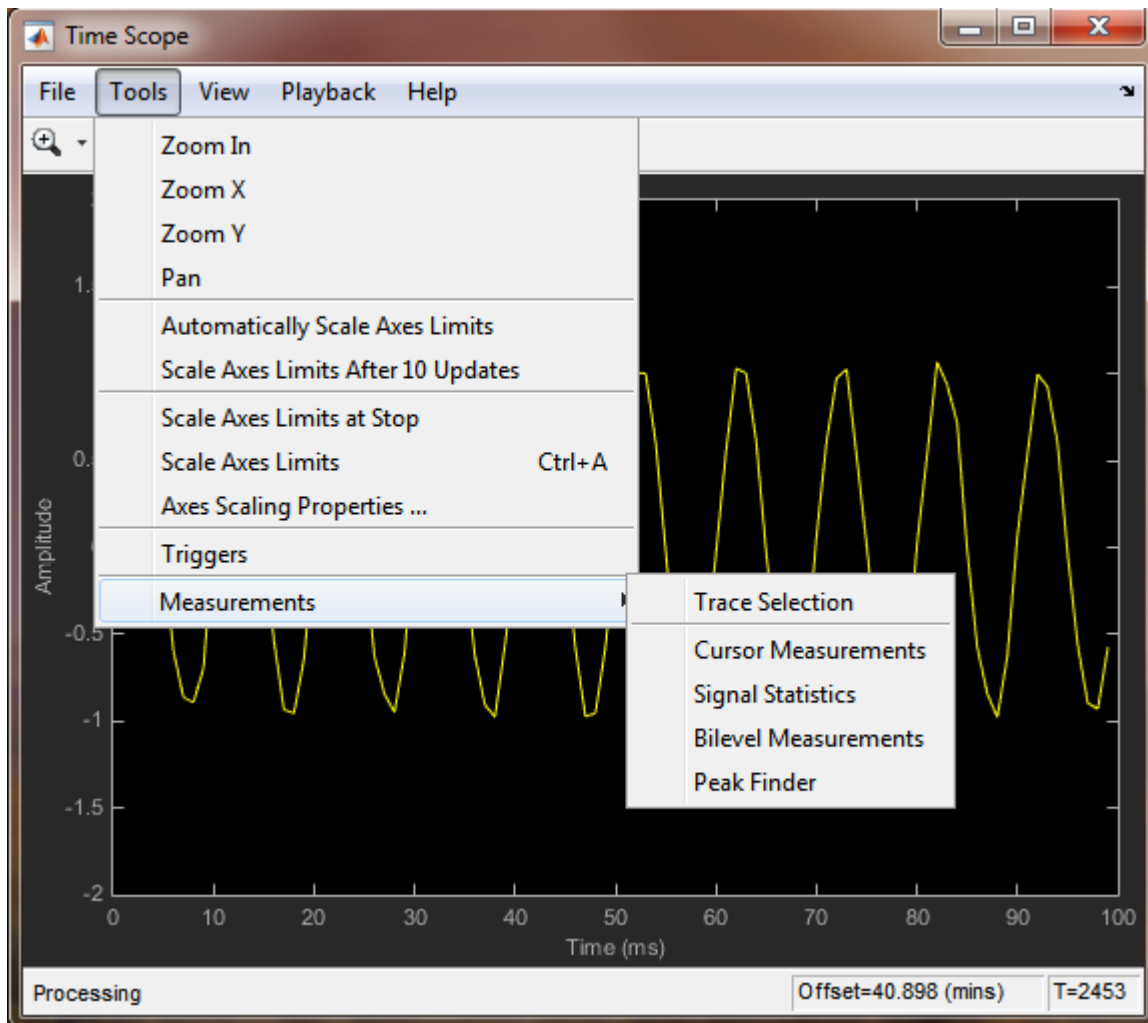 Time Scope
File Tools View Playback Help
Zoom In
Zoom X
Zoom Y
Pan
Automatically Scale Axes Limits
Scale Axes Limits After 10 Updates
Scale Axes Limits at Stop
Scale Axes Limits Ctrl+A
Axes Scaling Properties ...
Triggers
Measurements
Trace Selection
Cursor Measurements
Signal Statistics
Bilevel Measurements
Peak Finder
Amplitude
-0.5
-1
-1.5
-2
0 10 20 30 40 50 60 70 80 90 100
Time (ms)
Processing Offset=40.898 (mins) T=2453